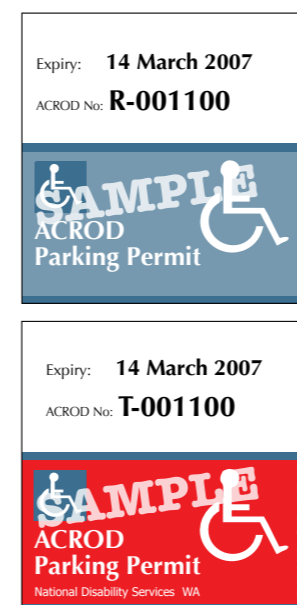 Expiry: 14 March 2007
ACROD No: R-001100
SAMPLE
ACROD
Parking Permit
Expiry: 14 March 2007
ACROD No: T-001100
SAMPLE
ACROD
Parking Permit
National Disability Services WA